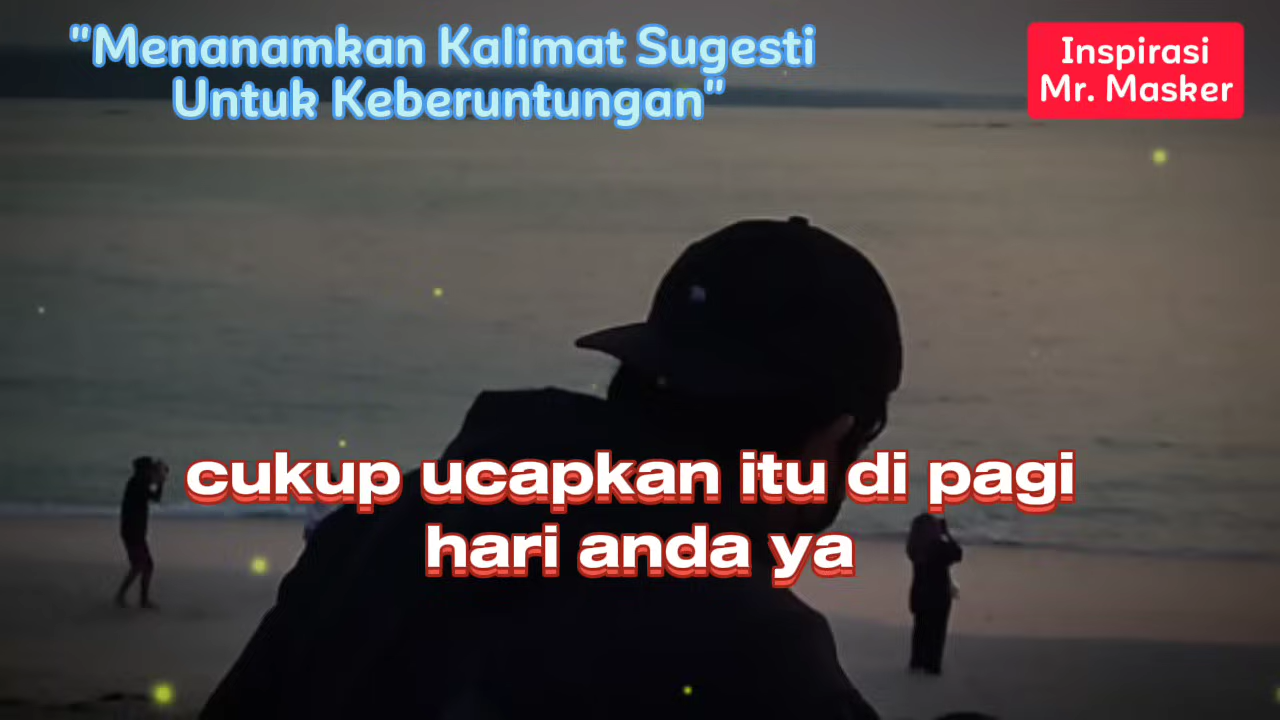 "Menanamkan Kalimat Sugesti
Untuk Keberuntungan"
Inspirasi
Mr. Masker
cukup ucapkan itu di pagi
hari anda ya